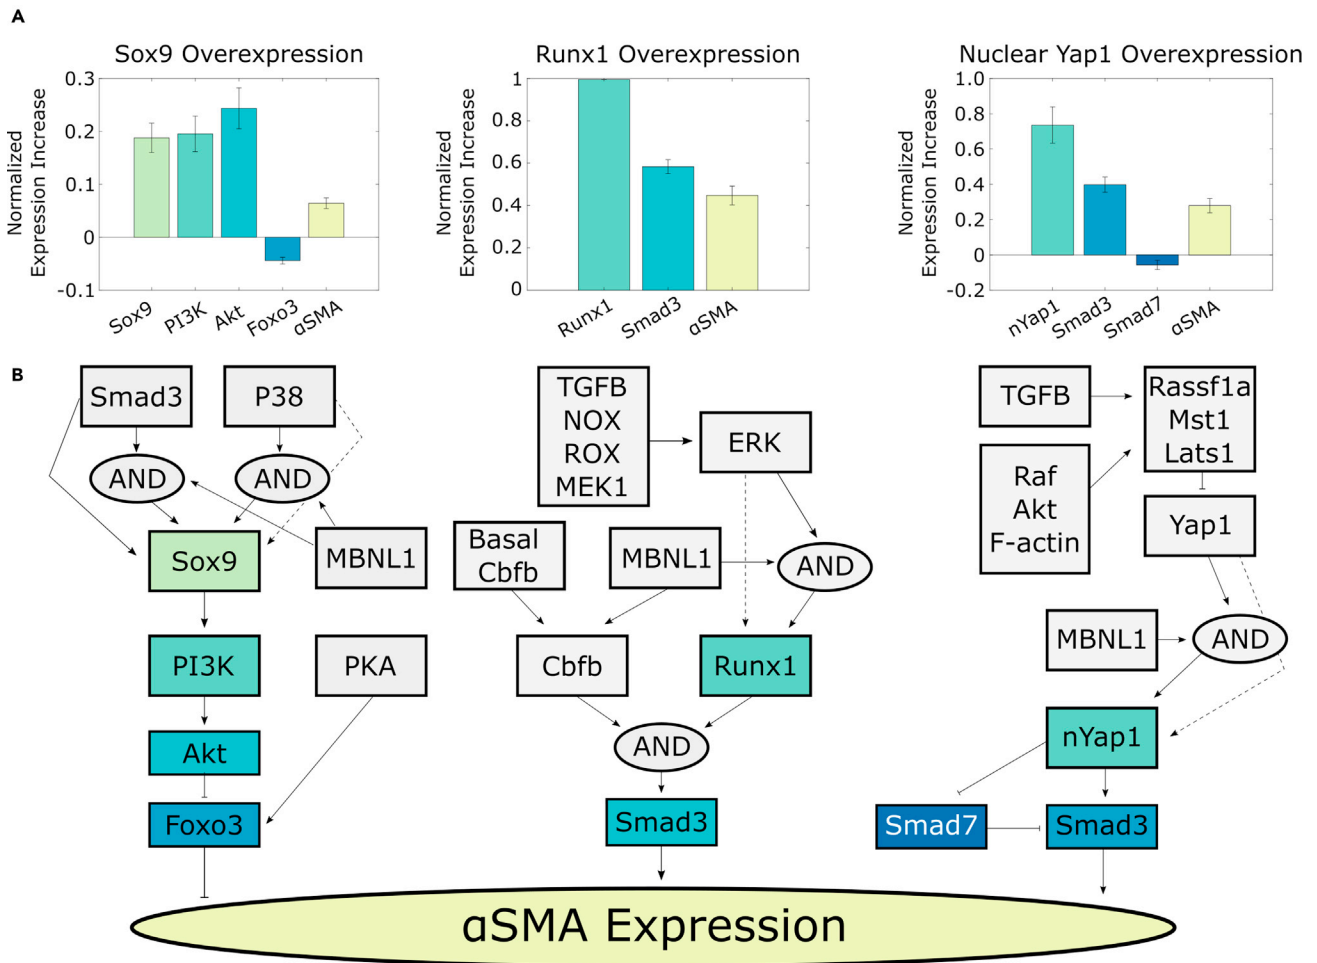 A
Sox9 Overexpression
Normalized
Expression Increase
0.3
0.2
0.1
0
-0.1
Sox9
PI3K
Akt
Foxo3
αSMA
Runx1 Overexpression
Normalized
Expression Increase
1
0.8
0.6
0.4
0.2
0
Runx1
Smad3
αSMA
Nuclear Yap1 Overexpression
Normalized
Expression Increase
1.0
0.8
0.6
0.4
0.2
0
-0.2
nYap1
Smad3
Smad7
αSMA
B
Smad3
P38
AND
AND
Sox9
MBNL1
PI3K
PKA
Akt
Foxo3
TGFB
NOX
ROX
MEK1
ERK
Basal
Cbfb
MBNL1
AND
Cbfb
Runx1
AND
Smad3
TGFB
Rassf1a
Mst1
Lats1
Raf
Akt
F-actin
Yap1
MBNL1
AND
nYap1
Smad7
Smad3
αSMA Expression